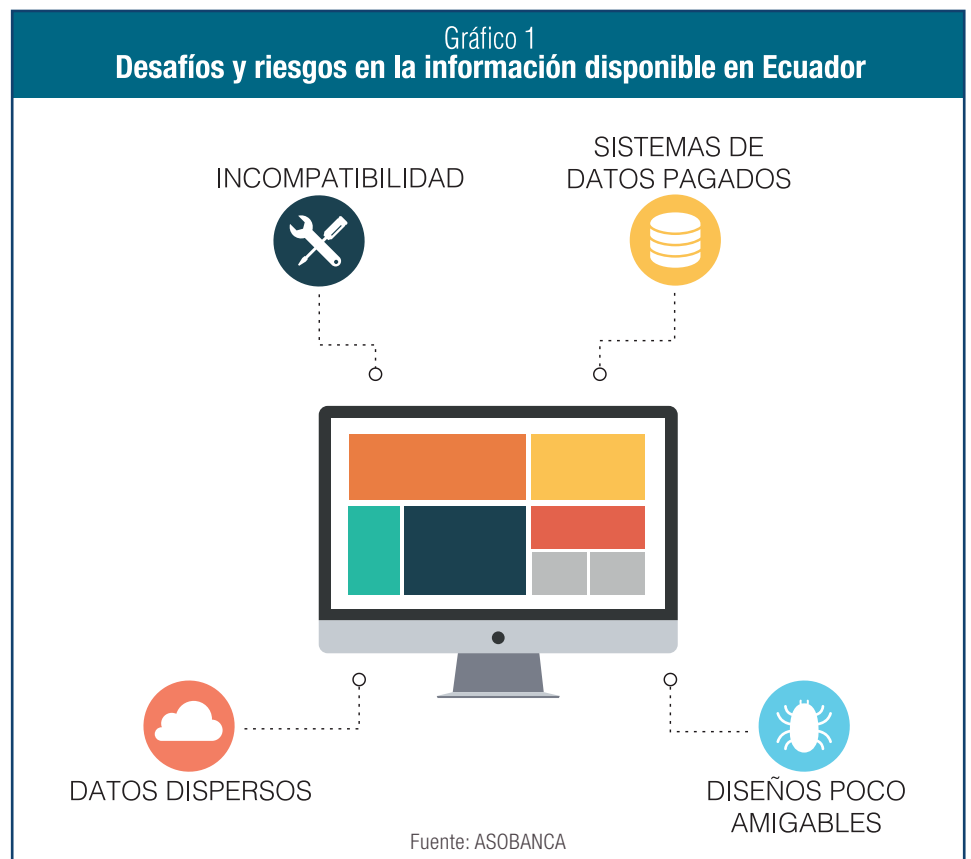 Gráfico 1
Desafíos y riesgos en la información disponible en Ecuador
INCOMPATIBILIDAD
SISTEMAS DE
DATOS PAGADOS
DATOS DISPERSOS
DISEÑOS POCO
AMIGABLES
Fuente: ASOBANCA